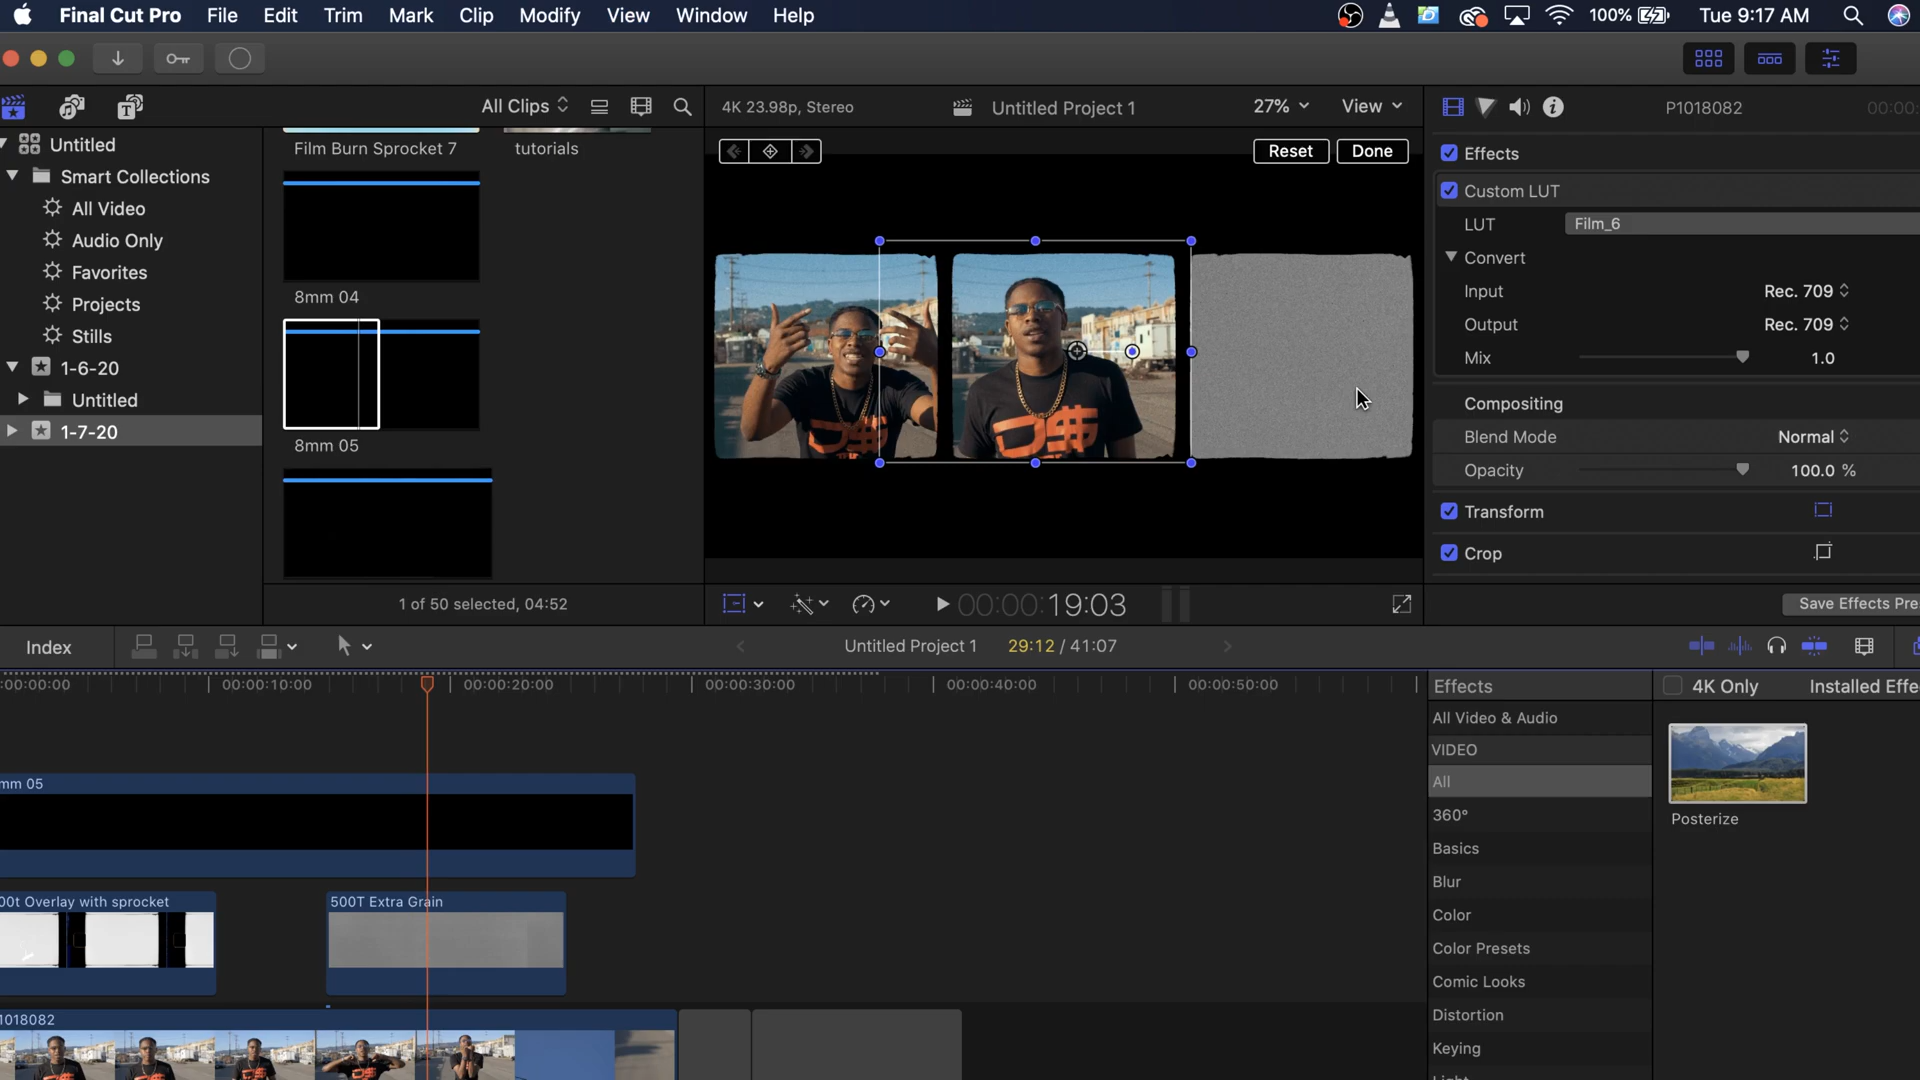 Final Cut Pro File Edit Trim Mark Clip Modify View Window Help 100% Tue 9:17 AM
All Clips 4K 23.98p, Stereo Untitled Project 1 27% View P1018082 00:00:
Untitled
Smart Collections
All Video
Audio Only
Favorites
Projects
Stills
1-6-20
Untitled
1-7-20
Film Burn Sprocket 7 tutorials
8mm 04
8mm 05
1 of 50 selected, 04:52
Reset Done
00:00:19:03
Effects
Custom LUT
LUT Film_6
Convert
Input Rec. 709
Output Rec. 709
Mix 1.0
Compositing
Blend Mode Normal
Opacity 100.0 %
Transform
Crop
Save Effects Pre
Index Untitled Project 1 29:12 / 41:07
:00:00:00 00:00:10:00 00:00:20:00 00:00:30:00 00:00:40:00 00:00:50:00
mm 05
00t Overlay with sprocket 500T Extra Grain
1018082
Effects 4K Only Installed Effe
All Video & Audio
VIDEO
All
360°
Basics
Blur
Color
Color Presets
Comic Looks
Distortion
Keying
Posterize